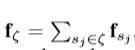 f_ζ = ∑_{s_j ∈ ζ} f_{s_j}